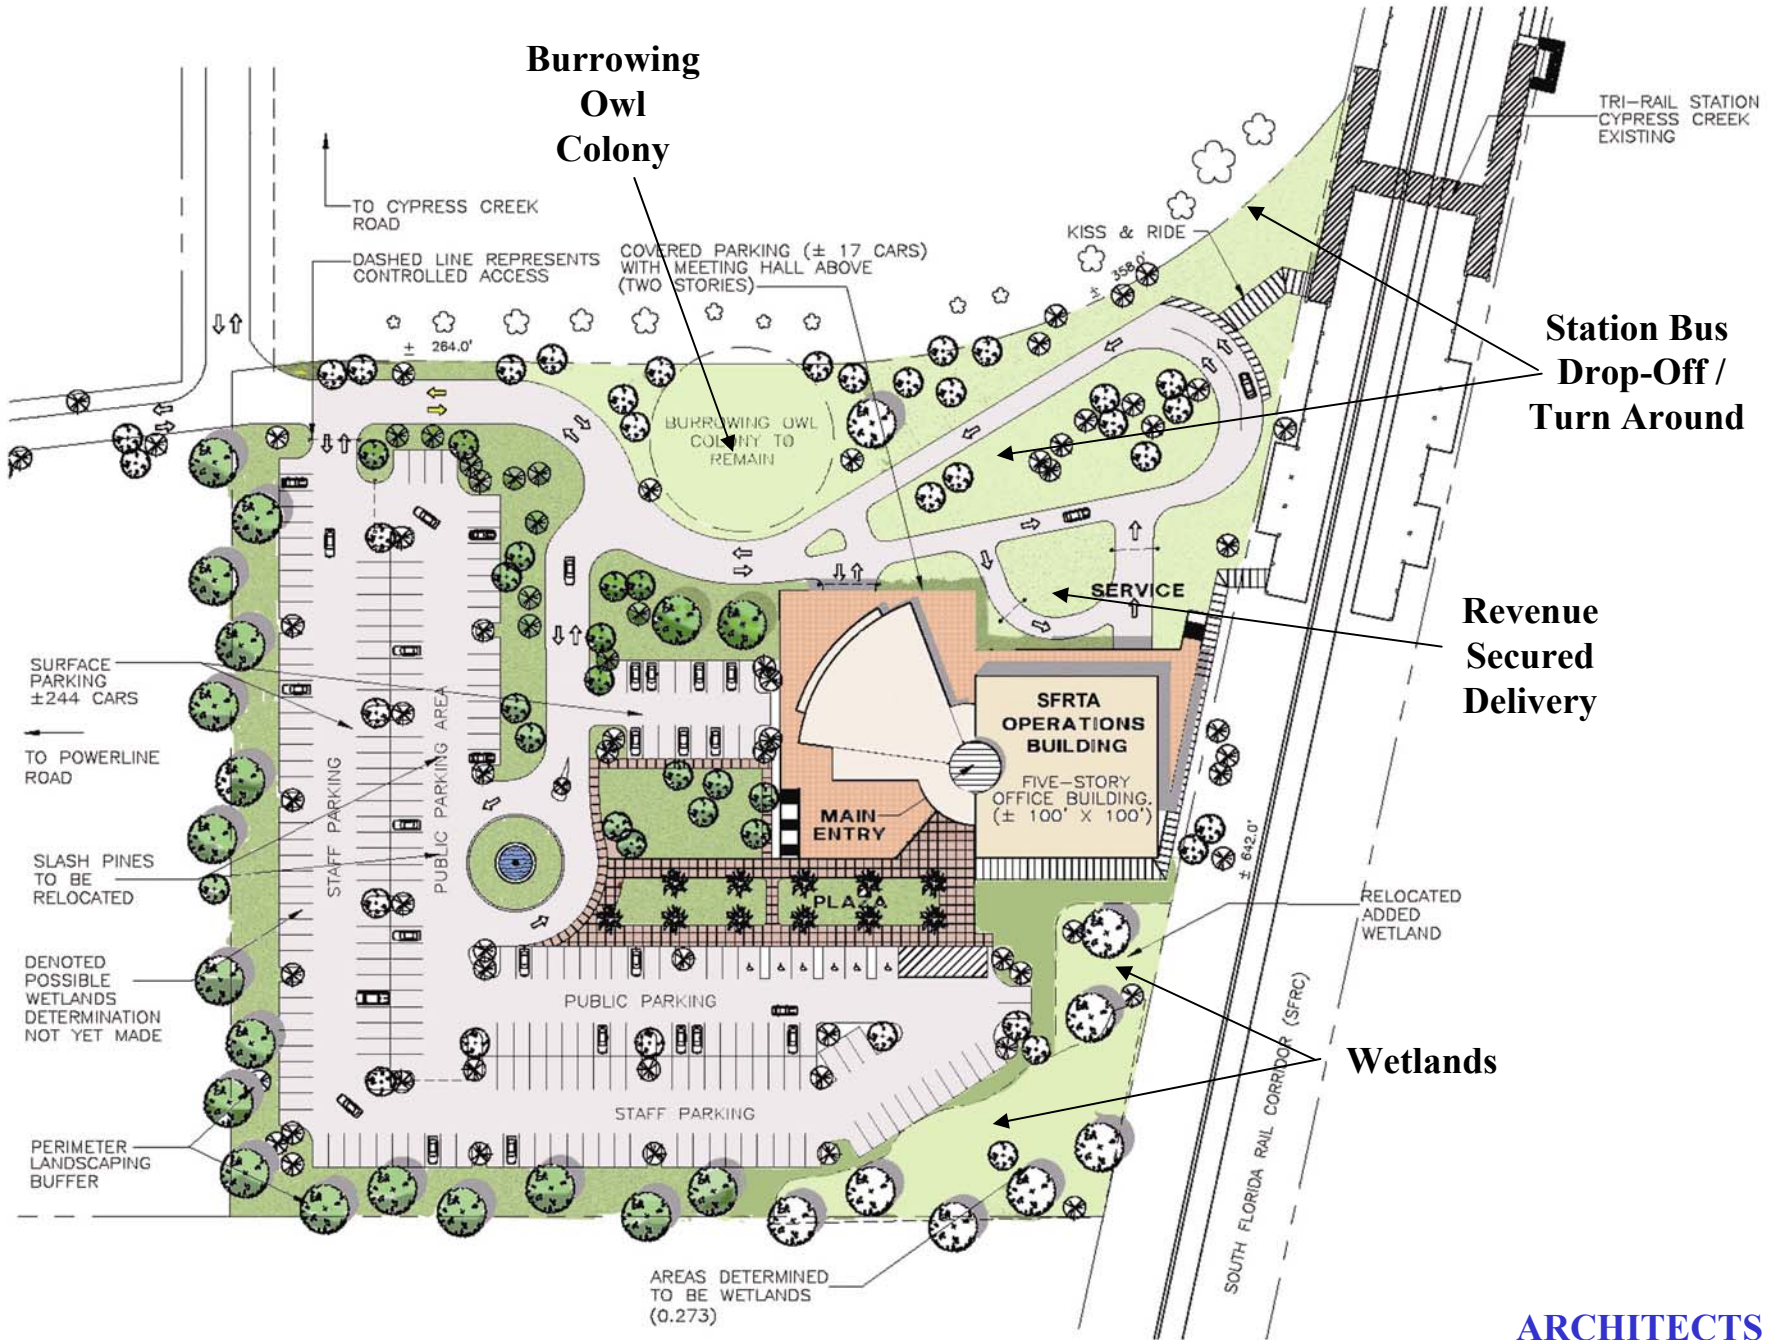 Burrowing
Owl
Colony
TRI-RAIL STATION
CYPRESS CREEK
EXISTING
TO CYPRESS CREEK
ROAD
KISS & RIDE
DASHED LINE REPRESENTS
CONTROLLED ACCESS
COVERED PARKING (± 17 CARS)
WITH MEETING HALL ABOVE
(TWO STORIES)
± 358.0'
± 264.0'
Station Bus
Drop-Off /
Turn Around
BURROWING OWL
COLONY TO
REMAIN
SERVICE
Revenue
Secured
Delivery
SURFACE
PARKING
±244 CARS
TO POWERLINE
ROAD
STAFF PARKING
PUBLIC PARKING AREA
SFRTA
OPERATIONS
BUILDING
FIVE-STORY
OFFICE BUILDING.
(± 100' X 100')
MAIN
ENTRY
± 642.0'
SLASH PINES
TO BE
RELOCATED
PLAZA
RELOCATED
ADDED
WETLAND
DENOTED
POSSIBLE
WETLANDS
DETERMINATION
NOT YET MADE
PUBLIC PARKING
Wetlands
STAFF PARKING
SOUTH FLORIDA RAIL CORRIDOR (SFRC)
PERIMETER
LANDSCAPING
BUFFER
AREAS DETERMINED
TO BE WETLANDS
(0.273)
ARCHITECTS